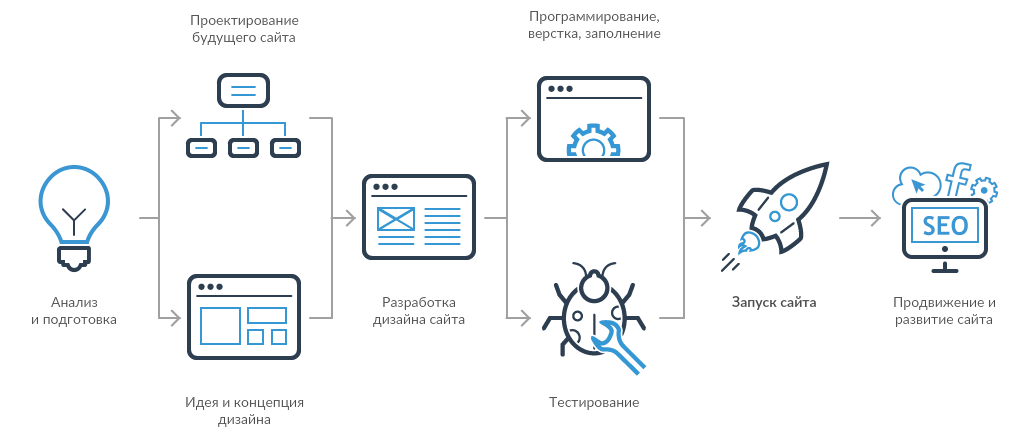 Проектирование
будущего сайта
Программирование,
верстка, заполнение
SEO
Анализ
и подготовка
Разработка
дизайна сайта
Запуск сайта
Продвижение и
развитие сайта
Идея и концепция
дизайна
Тестирование